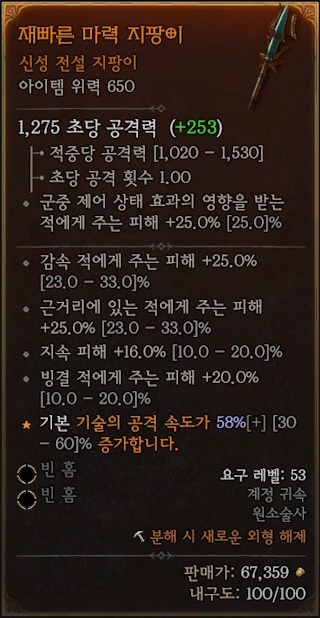 재빠른 마력 지팡이
신성 전설 지팡이
아이템 위력 650
1,275 초당 공격력 (+253)
적중당 공격력 [1,020 – 1,530]
초당 공격 횟수 1.00
군중 제어 상태 효과의 영향을 받는
적에게 주는 피해 +25.0% [25.0]%
감속 적에게 주는 피해 +25.0%
[23.0 – 33.0]%
근거리에 있는 적에게 주는 피해
+25.0% [23.0 – 33.0]%
지속 피해 +16.0% [10.0 – 20.0]%
빙결 적에게 주는 피해 +20.0%
[10.0 – 20.0]%
기본 기술의 공격 속도가 58%[+] [30
– 60]% 증가합니다.
빈 홈
빈 홈
요구 레벨: 53
계정 귀속
원소술사
분해 시 새로운 외형 해제
판매가: 67,359
내구도: 100/100